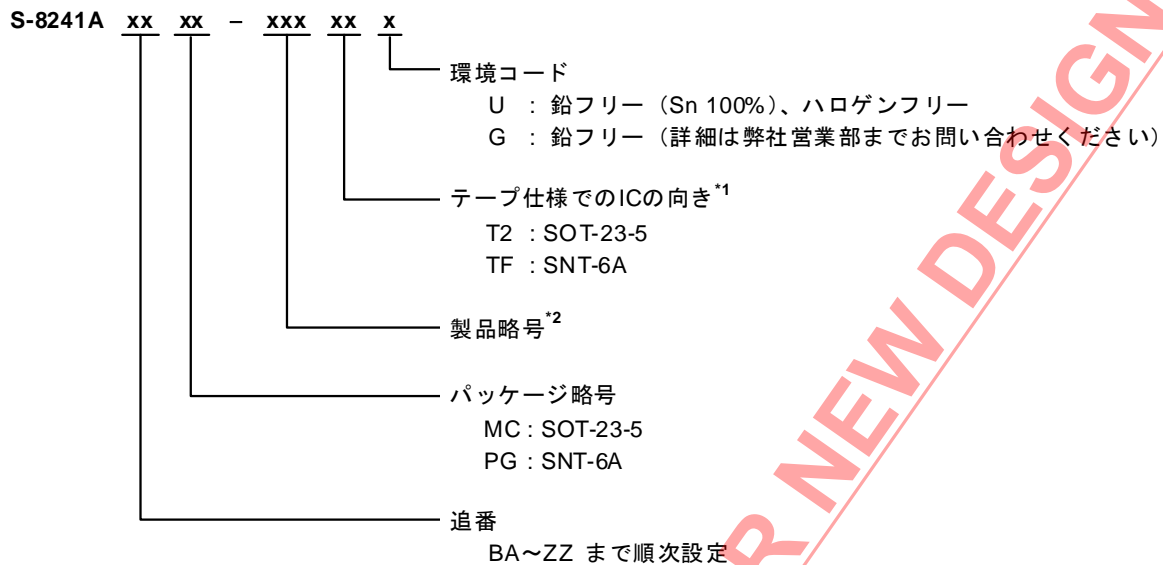 S-8241A xx xx – xxx xx x
環境コード
U : 鉛フリー（Sn 100%）、ハロゲンフリー
G : 鉛フリー（詳細は弊社営業部までお問い合わせください）
テープ仕様でのICの向き*1
T2 : SOT-23-5
TF : SNT-6A
製品略号*2
パッケージ略号
MC : SOT-23-5
PG : SNT-6A
追番
BA～ZZ まで順次設定
R NEW DESIGN